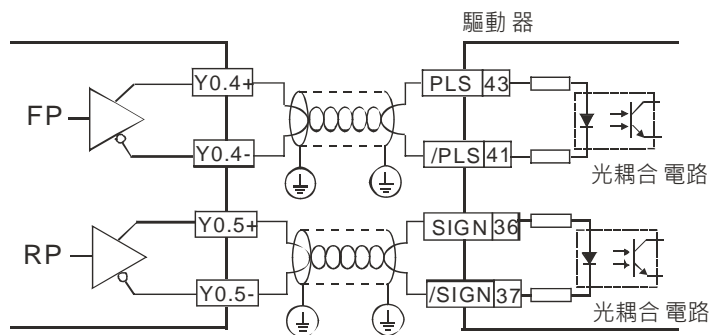 驅動器
Y0.4+
PLS 43
FP
Y0.4-
/PLS 41
光耦合電路
Y0.5+
SIGN 36
RP
Y0.5-
/SIGN 37
光耦合電路